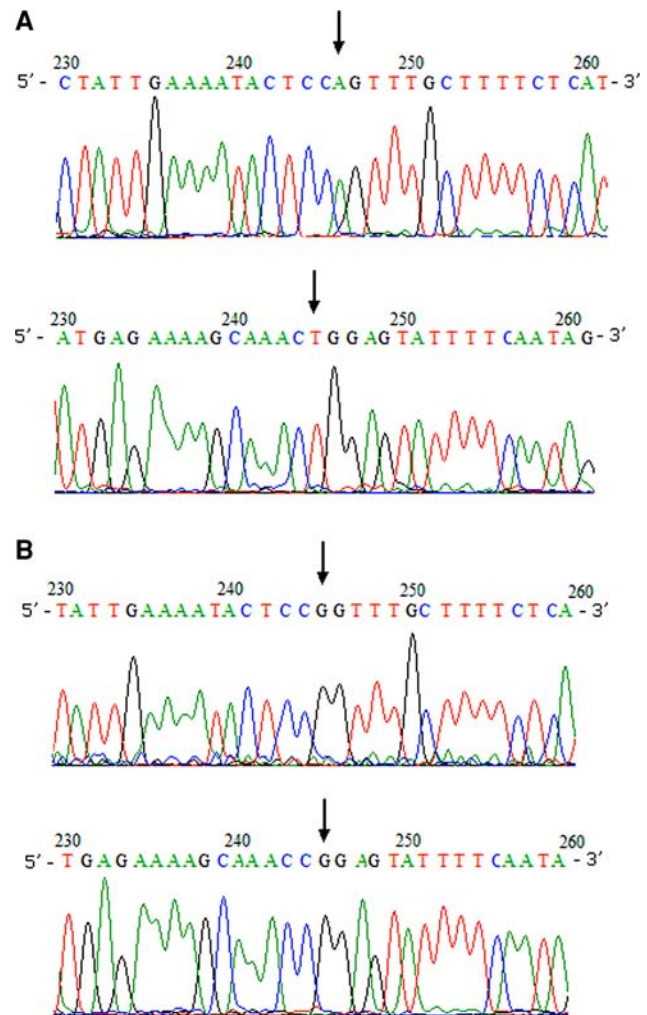 A
230 240 250 260
5'- CTATTGAAAATACTCCAGTTTGCTTTTCTCAT-3'
230 240 250 260
5'- ATGAGAAAAGCAAACTGGAGTATTTTCAATAG-3'
B
230 240 250 260
5'-TATTGAAAATACTCCGGTTTGCTTTTCTCA-3'
230 240 250 260
5'-TGAGAAAAGCAAACCGGAGTATTTTCAATA-3'